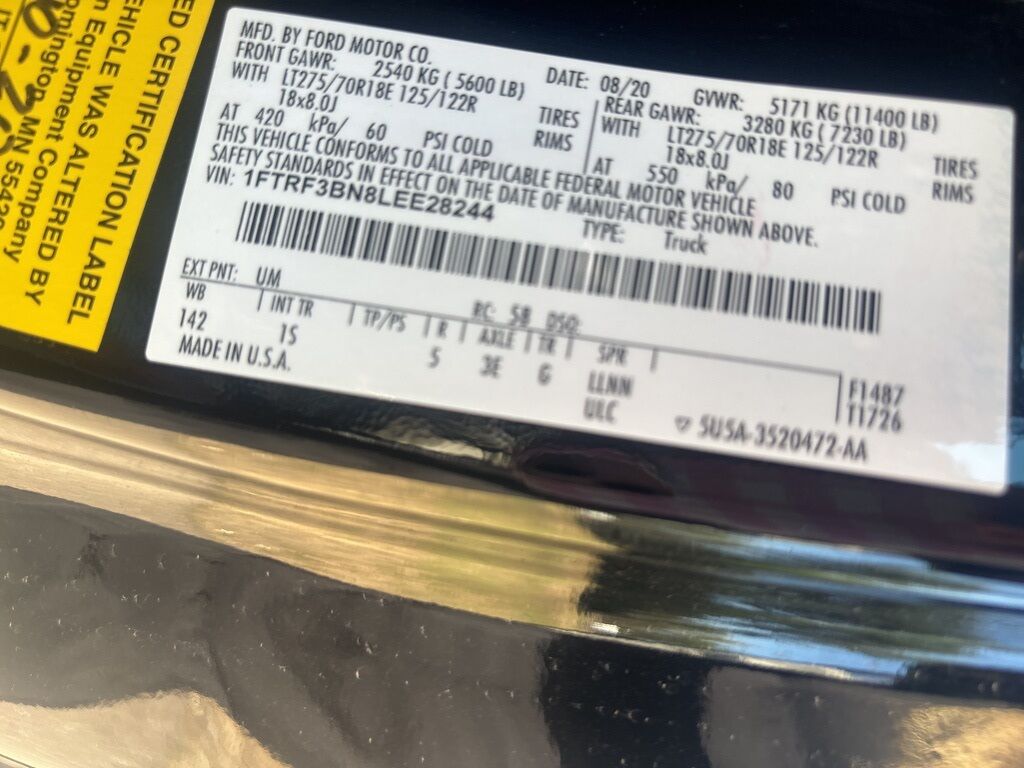 MFD. BY FORD MOTOR CO.
DATE: 08/20 GVWR: 5171 KG (11400 LB)
FRONT GAWR: 2540 KG ( 5600 LB)
WITH LT275/70R18E 125/122R TIRES
18x8.0J RIMS
AT 420 kPa/ 60 PSI COLD
REAR GAWR: 3280 KG ( 7230 LB)
WITH LT275/70R18E 125/122R TIRES
18x8.0J RIMS
AT 550 kPa/ 80 PSI COLD
THIS VEHICLE CONFORMS TO ALL APPLICABLE FEDERAL MOTOR VEHICLE
SAFETY STANDARDS IN EFFECT ON THE DATE OF MANUFACTURE SHOWN ABOVE.
VIN: 1FTRF3BN8LEE28244
TYPE: Truck
EXT PNT: UM RC: 58 DSO:
WB INT TR TP/PS R AXLE TR SPR
142 1S 5 3E G LLNN
ULC
F1487
T1726
MADE IN U.S.A.
5U5A-3520472-AA
ED CERTIFICATION LABEL
EHICLE WAS ALTERED BY
Equipment Company
omington, MN